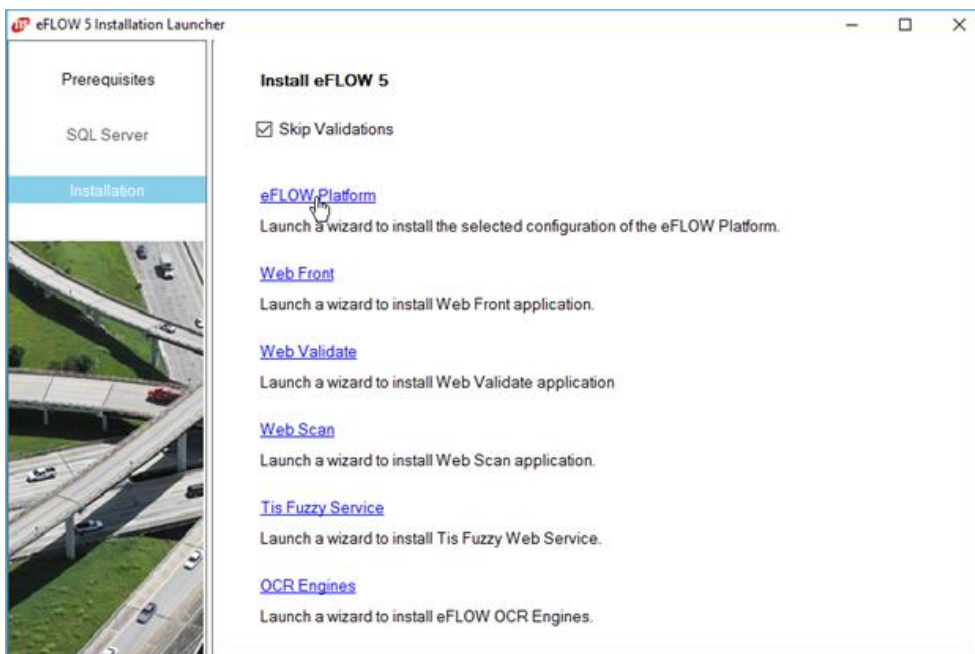 eFLOW 5 Installation Launcher
Prerequisites
SQL Server
Installation
Install eFLOW 5
Skip Validations
eFLOW Platform
Launch a wizard to install the selected configuration of the eFLOW Platform.
Web Front
Launch a wizard to install Web Front application.
Web Validate
Launch a wizard to install Web Validate application
Web Scan
Launch a wizard to install Web Scan application.
Tis Fuzzy Service
Launch a wizard to install Tis Fuzzy Web Service.
OCR Engines
Launch a wizard to install eFLOW OCR Engines.